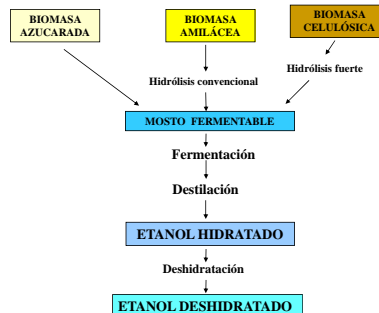 BIOMASA
AZUCARADA
BIOMASA
AMILÁCEA
BIOMASA
CELULÓSICA
Hidrólisis convencional
Hidrólisis fuerte
MOSTO FERMENTABLE
Fermentación
Destilación
ETANOL HIDRATADO
Deshidratación
ETANOL DESHIDRATADO